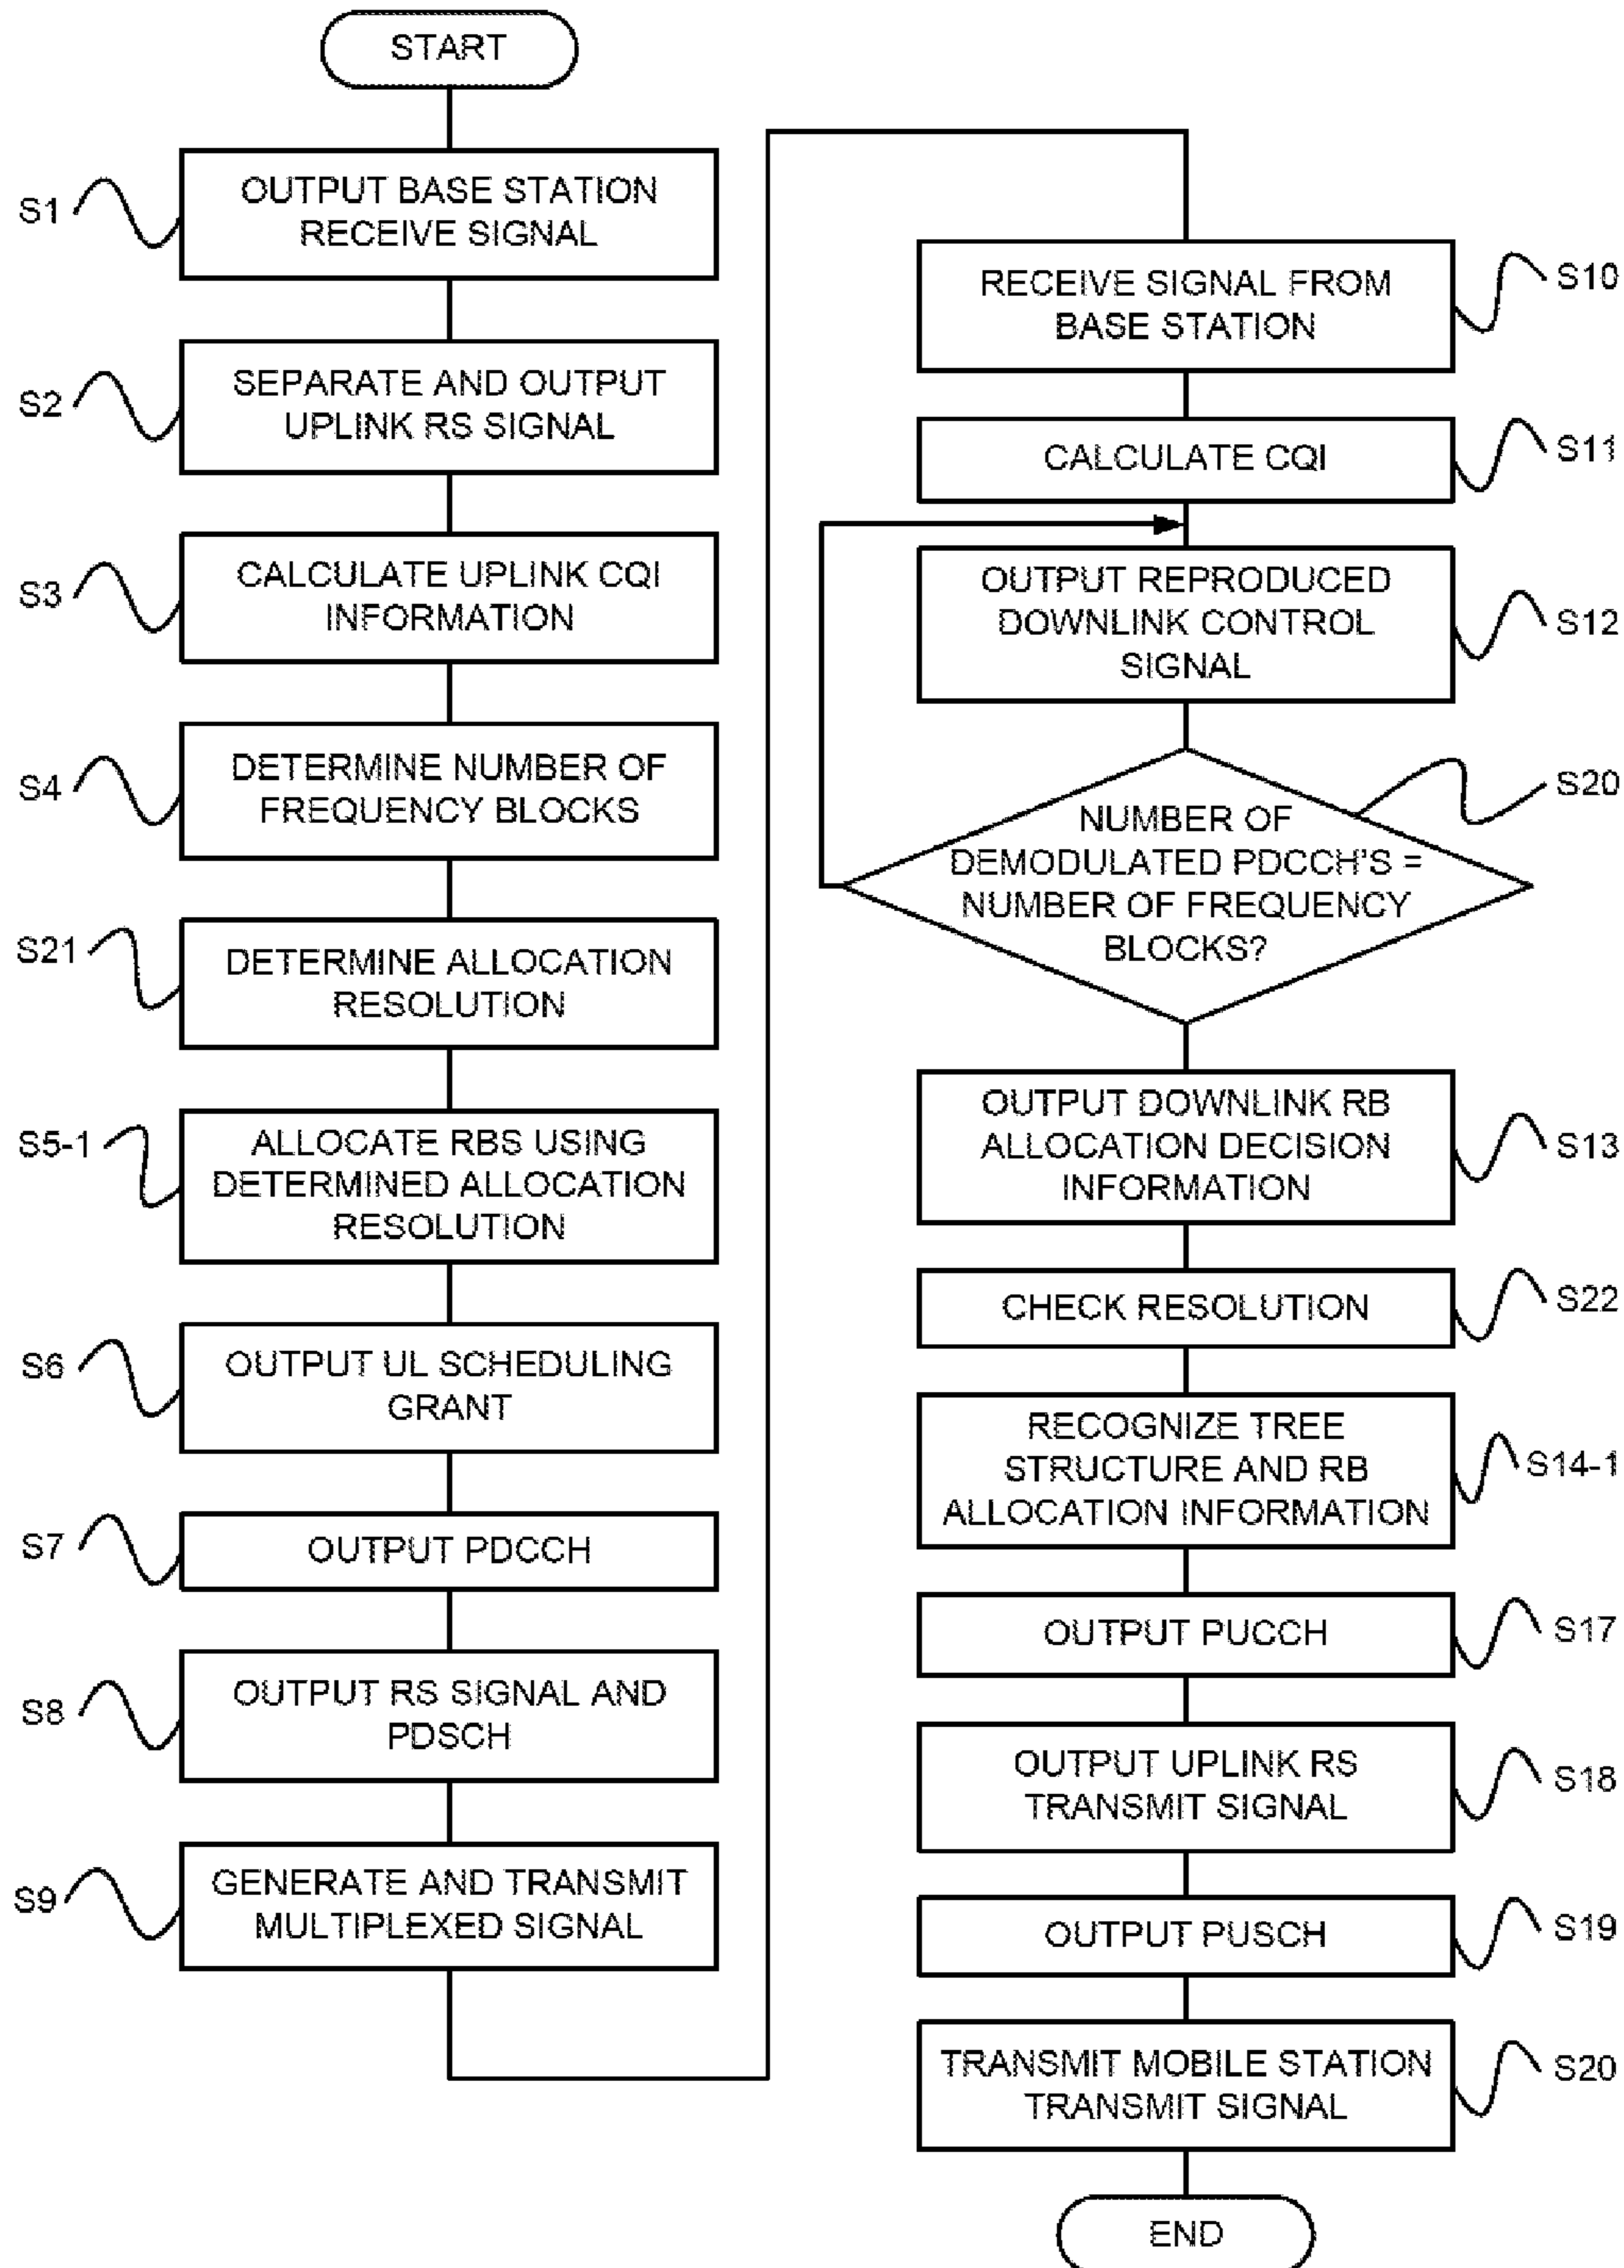 START
S1
OUTPUT BASE STATION
RECEIVE SIGNAL
S2
SEPARATE AND OUTPUT
UPLINK RS SIGNAL
S3
CALCULATE UPLINK CQI
INFORMATION
S4
DETERMINE NUMBER OF
FREQUENCY BLOCKS
S21
DETERMINE ALLOCATION
RESOLUTION
S5-1
ALLOCATE RBS USING
DETERMINED ALLOCATION
RESOLUTION
S6
OUTPUT UL SCHEDULING
GRANT
S7
OUTPUT PDCCH
S8
OUTPUT RS SIGNAL AND
PDSCH
S9
GENERATE AND TRANSMIT
MULTIPLEXED SIGNAL
RECEIVE SIGNAL FROM
BASE STATION
S10
CALCULATE CQI
S11
OUTPUT REPRODUCED
DOWNLINK CONTROL
SIGNAL
S12
NUMBER OF
DEMODULATED PDCCH'S =
NUMBER OF FREQUENCY
BLOCKS?
S20
OUTPUT DOWNLINK RB
ALLOCATION DECISION
INFORMATION
S13
CHECK RESOLUTION
S22
RECOGNIZE TREE
STRUCTURE AND RB
ALLOCATION INFORMATION
S14-1
OUTPUT PUCCH
S17
OUTPUT UPLINK RS
TRANSMIT SIGNAL
S18
OUTPUT PUSCH
S19
TRANSMIT MOBILE STATION
TRANSMIT SIGNAL
S20
END